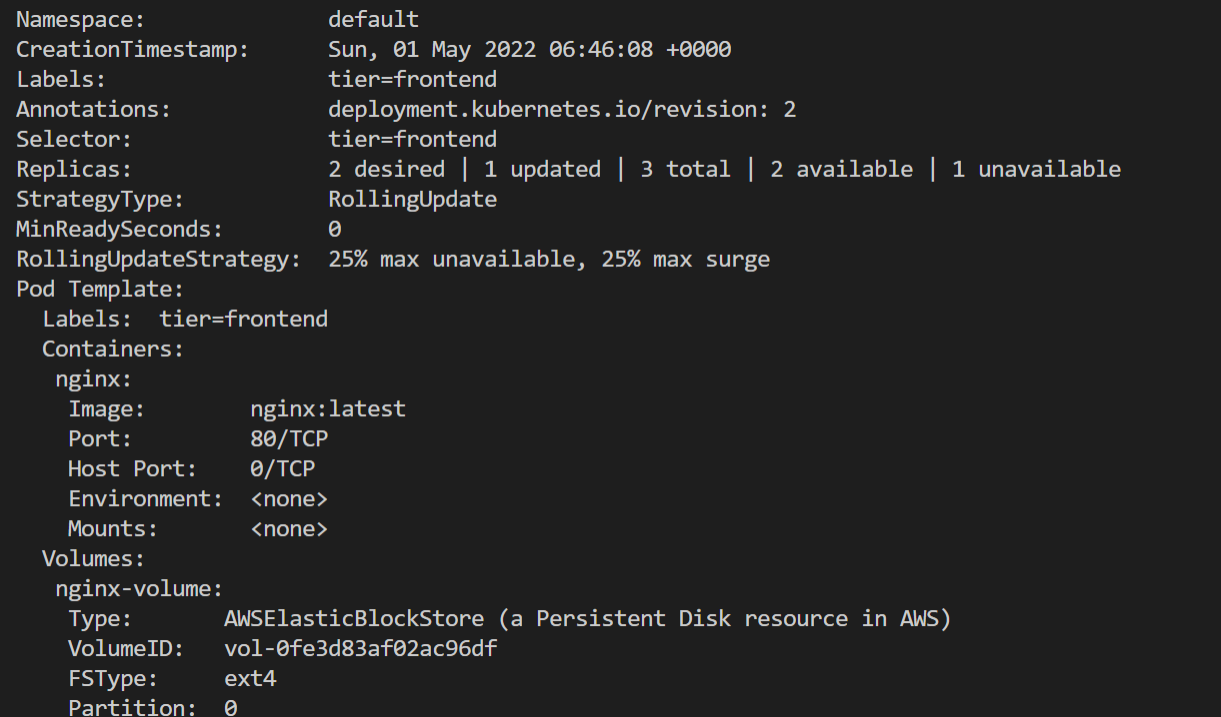 Namespace:              default
CreationTimestamp:      Sun, 01 May 2022 06:46:08 +0000
Labels:                 tier=frontend
Annotations:            deployment.kubernetes.io/revision: 2
Selector:               tier=frontend
Replicas:               2 desired | 1 updated | 3 total | 2 available | 1 unavailable
StrategyType:           RollingUpdate
MinReadySeconds:        0
RollingUpdateStrategy:  25% max unavailable, 25% max surge
Pod Template:
  Labels:  tier=frontend
  Containers:
   nginx:
    Image:        nginx:latest
    Port:         80/TCP
    Host Port:    0/TCP
    Environment:  <none>
    Mounts:       <none>
  Volumes:
   nginx-volume:
    Type:       AWSElasticBlockStore (a Persistent Disk resource in AWS)
    VolumeID:   vol-0fe3d83af02ac96df
    FSType:     ext4
    Partition:  0